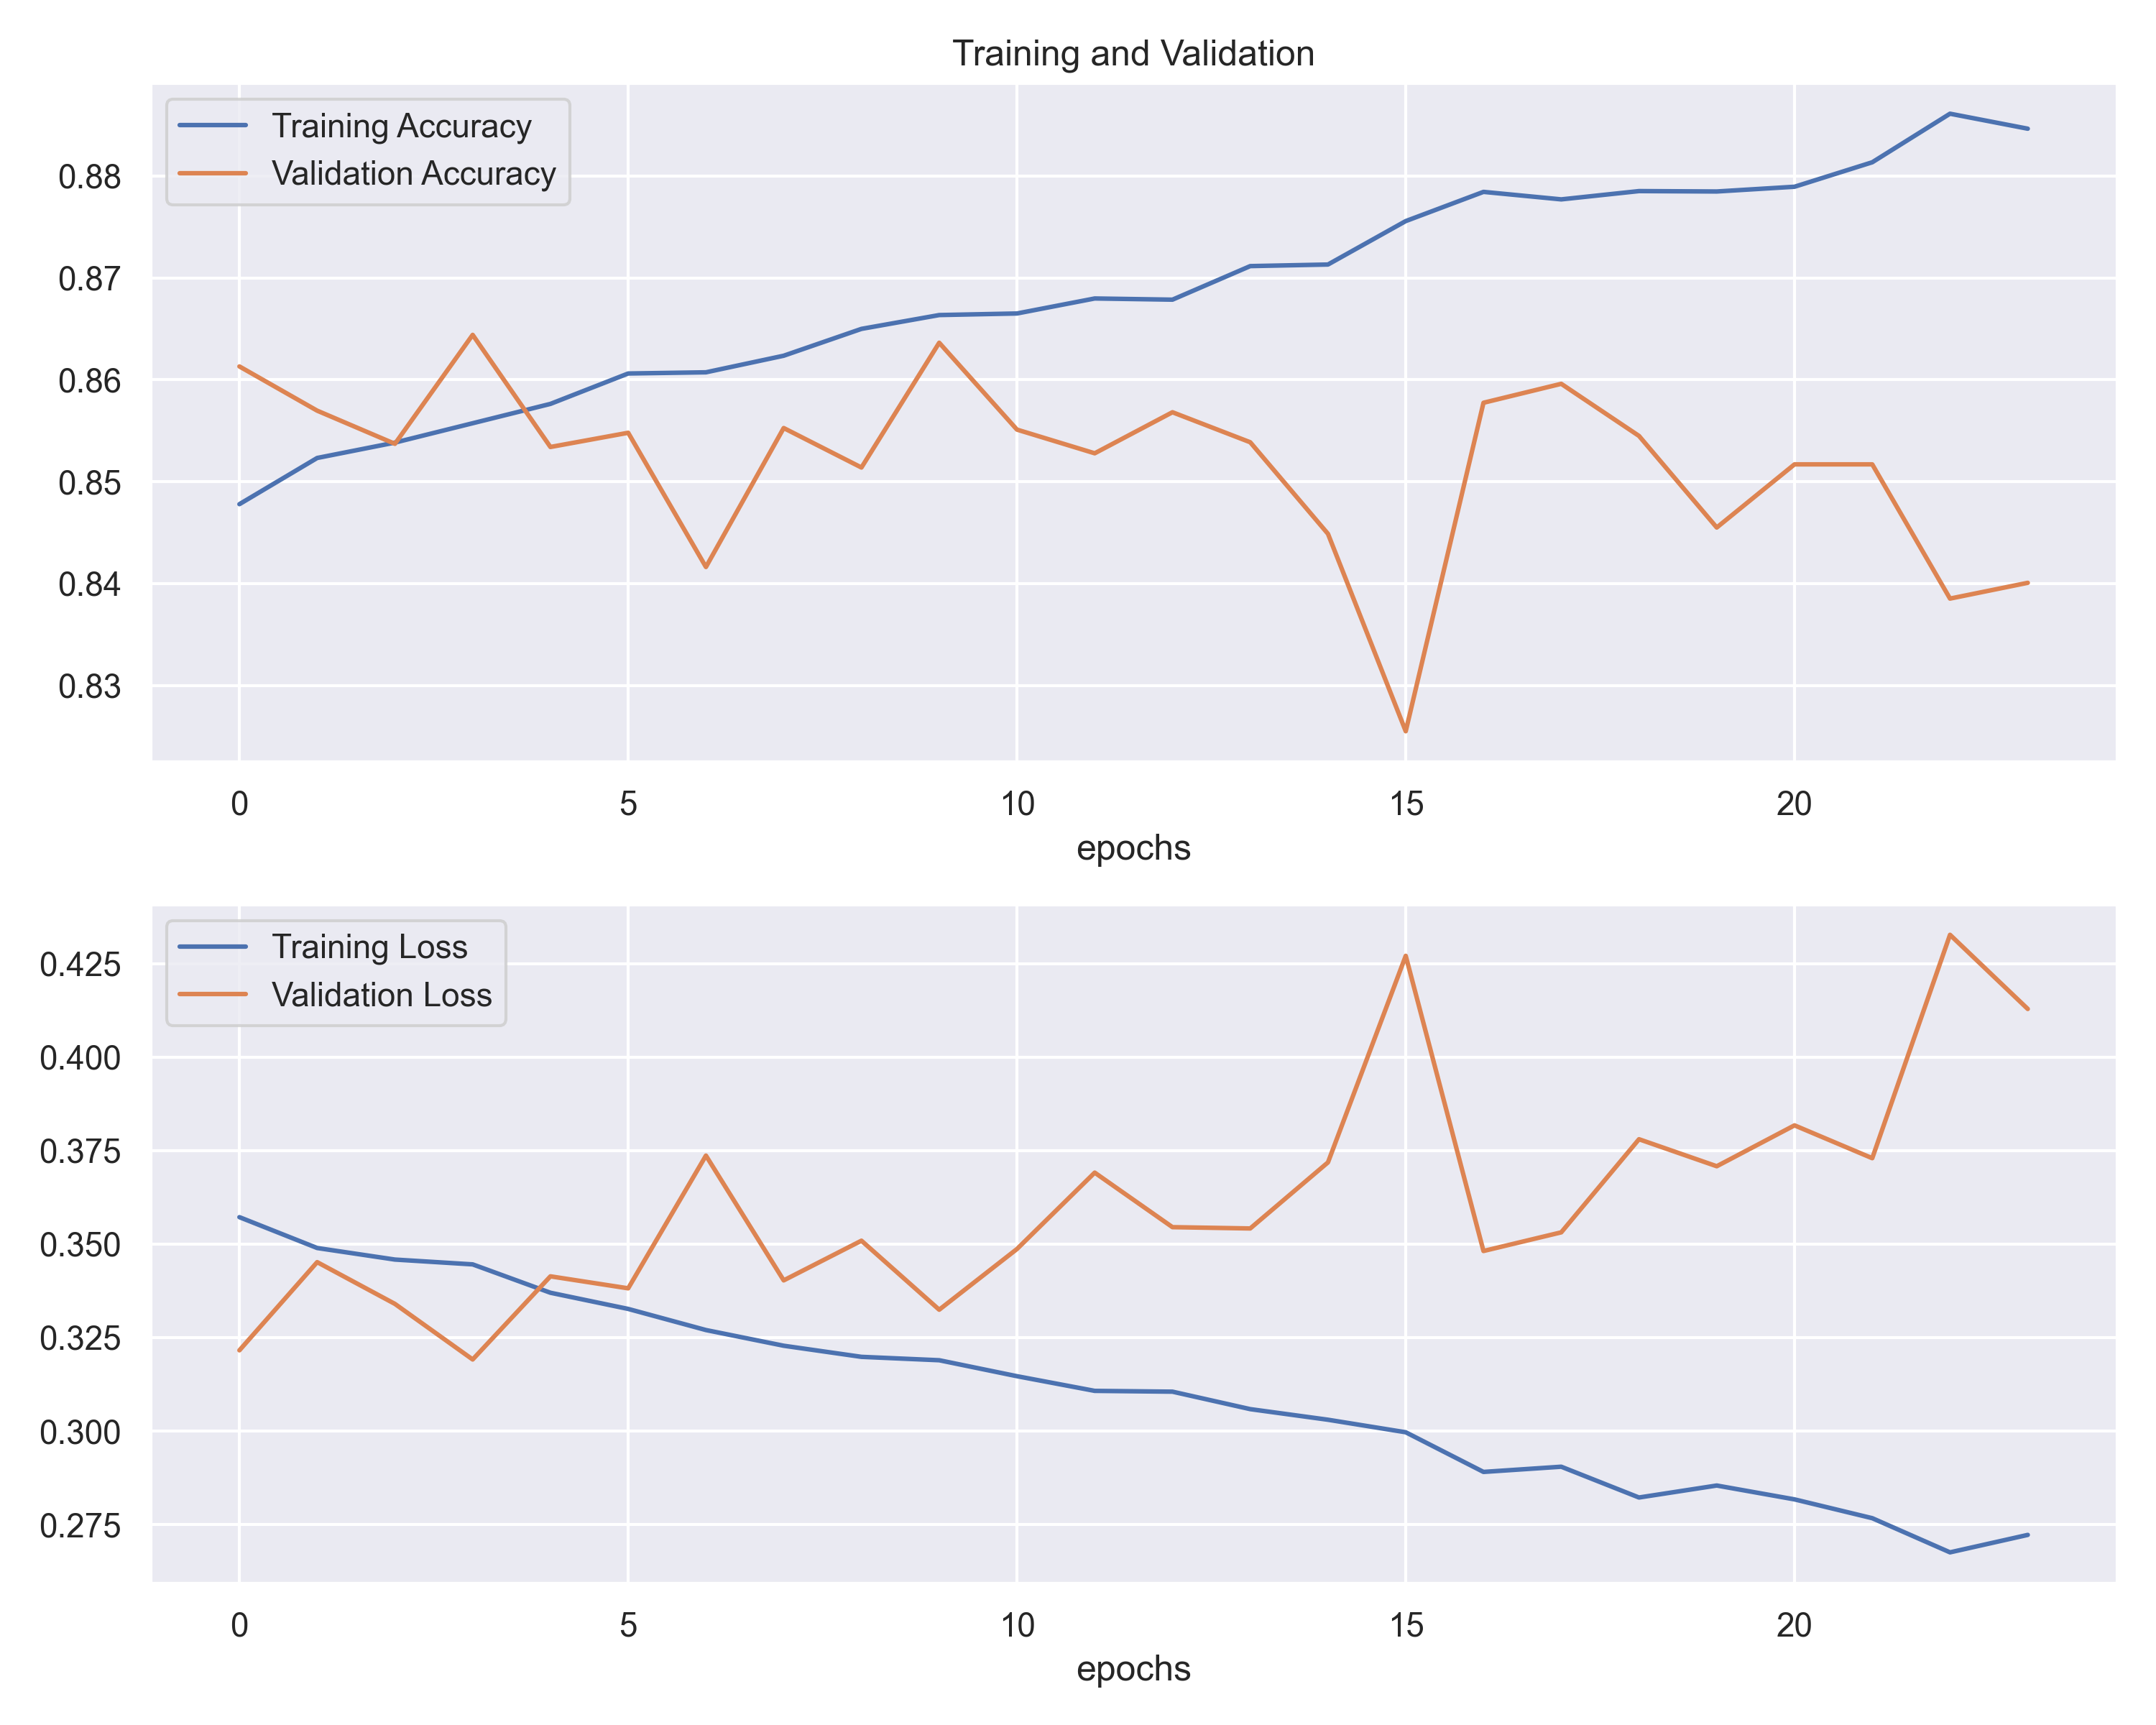 Training and Validation
Training Accuracy
Validation Accuracy
0.88
0.87
0.86
0.85
0.84
0.83
0 5 10 15 20
epochs
Training Loss
Validation Loss
0.425
0.400
0.375
0.350
0.325
0.300
0.275
0 5 10 15 20
epochs